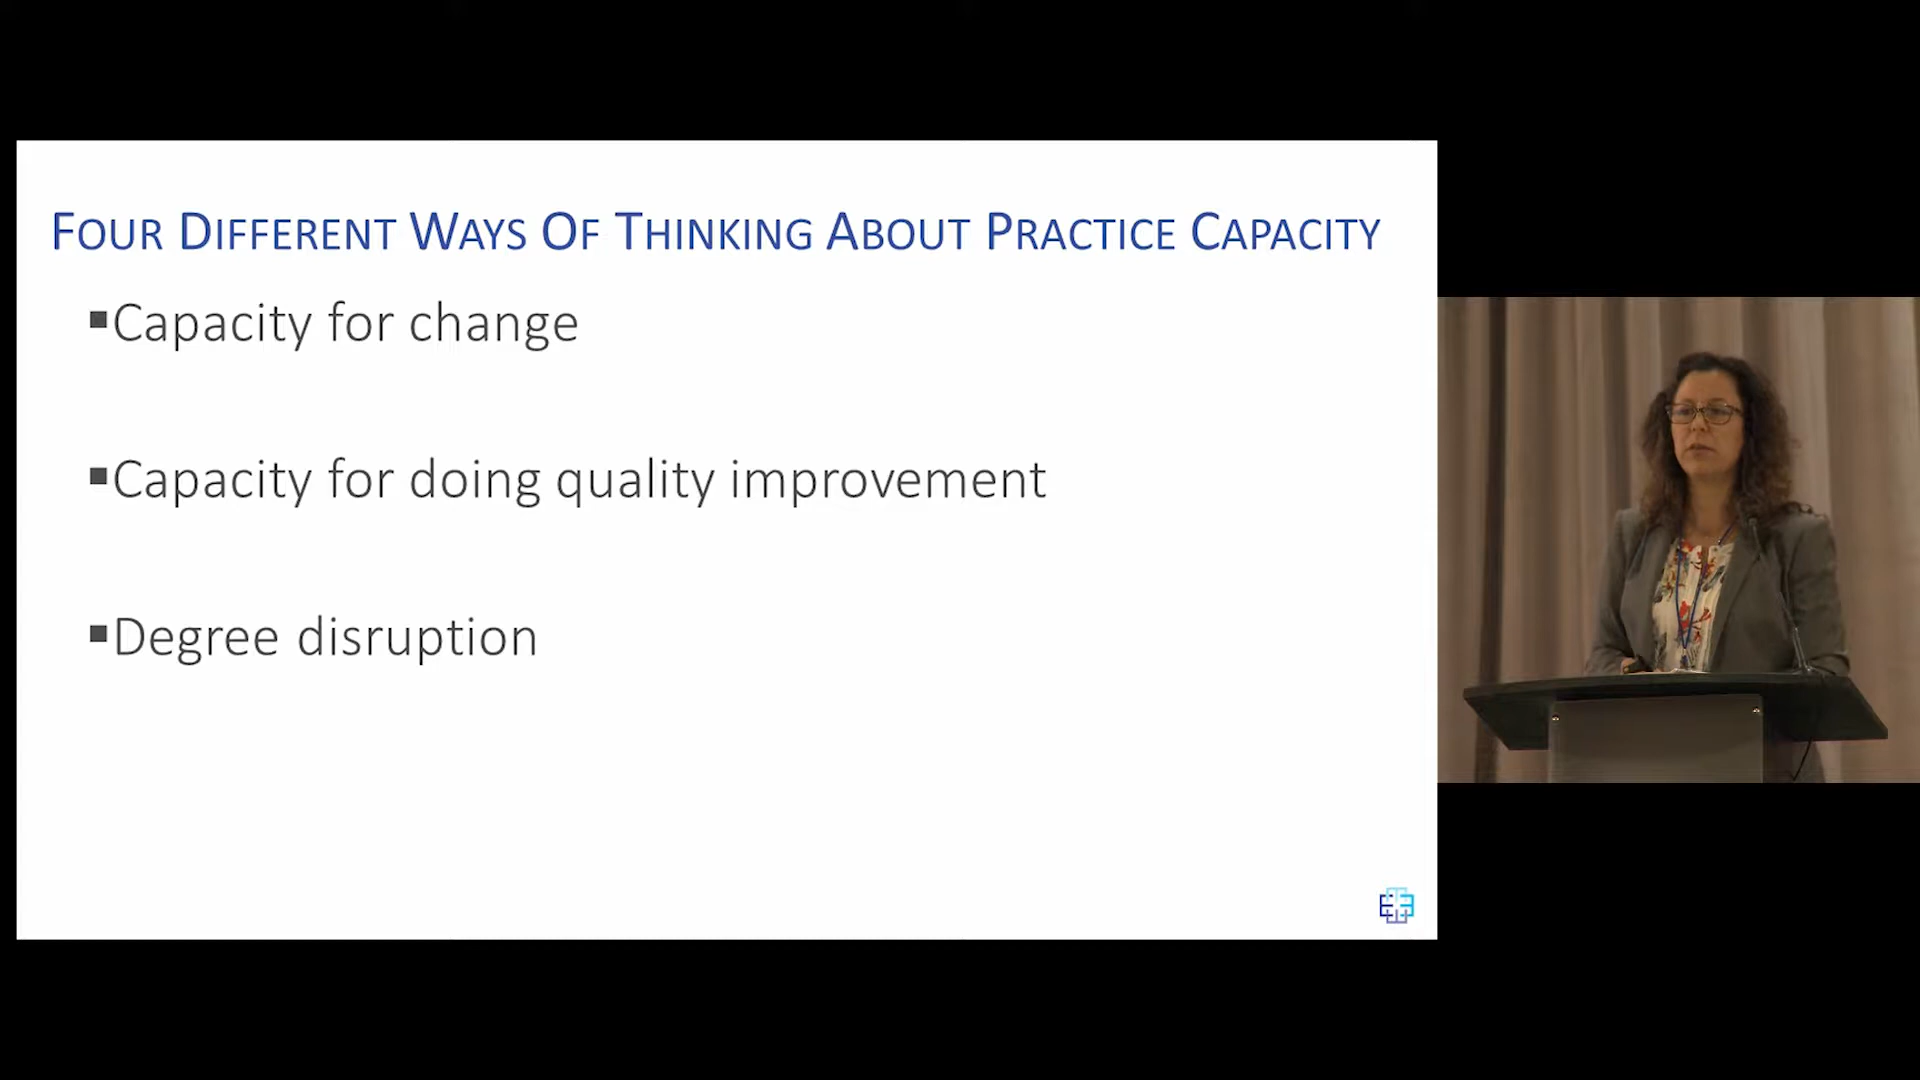 Four Different Ways Of Thinking About Practice Capacity
▪Capacity for change
▪Capacity for doing quality improvement
▪Degree disruption